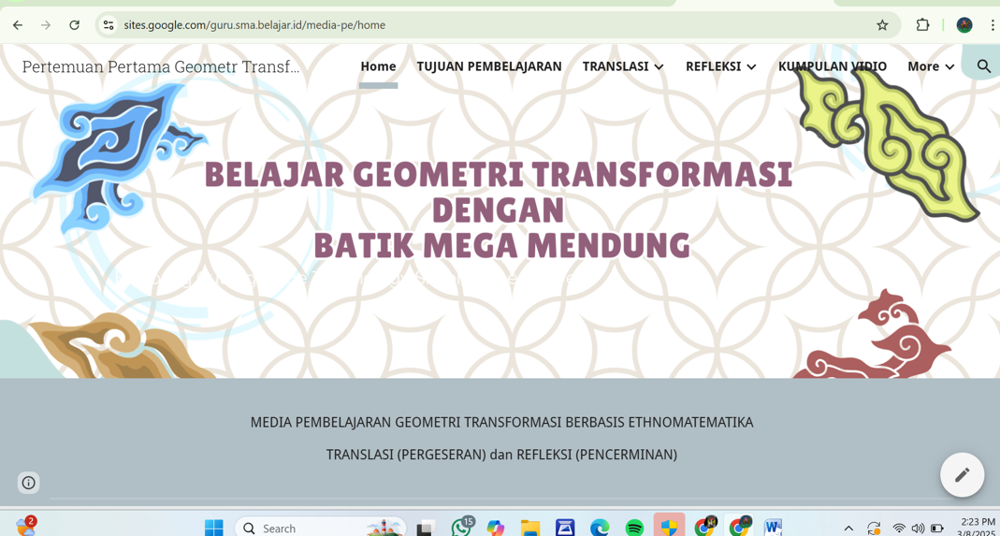 sites.google.com/guru.sma.belajar.id/media-pe/home
Pertemuan Pertama Geometr Transf...
Home TUJUAN PEMBELAJARAN TRANSLASI REFLEKSI KUMPULAN VIDIO More
BELAJAR GEOMETRI TRANSFORMASI
DENGAN
BATIK MEGA MENDUNG
MEDIA PEMBELAJARAN GEOMETRI TRANSFORMASI BERBASIS ETHNOMATEMATIKA
TRANSLASI (PERGESERAN) dan REFLEKSI (PENCERMINAN)
2
Search
15
2:23 PM
3/8/2025